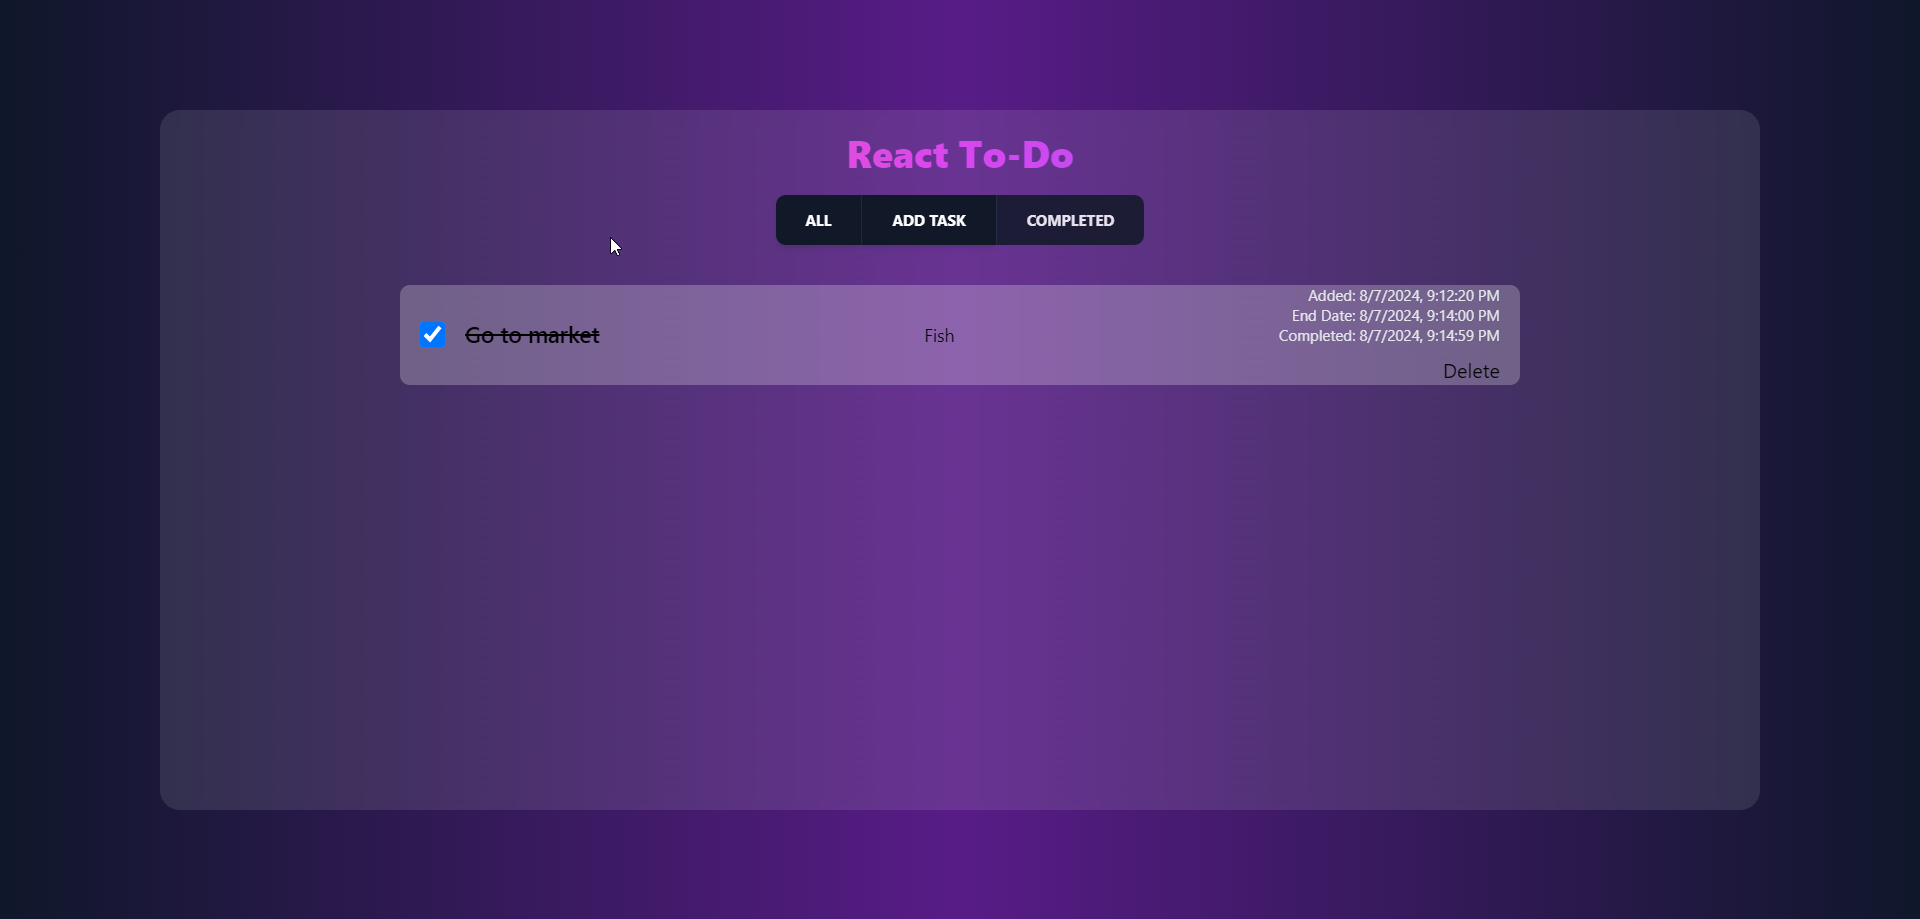 React To-Do
ALL ADD TASK COMPLETED
Go to market
Fish
Added: 8/7/2024, 9:12:20 PM
End Date: 8/7/2024, 9:14:00 PM
Completed: 8/7/2024, 9:14:59 PM
Delete